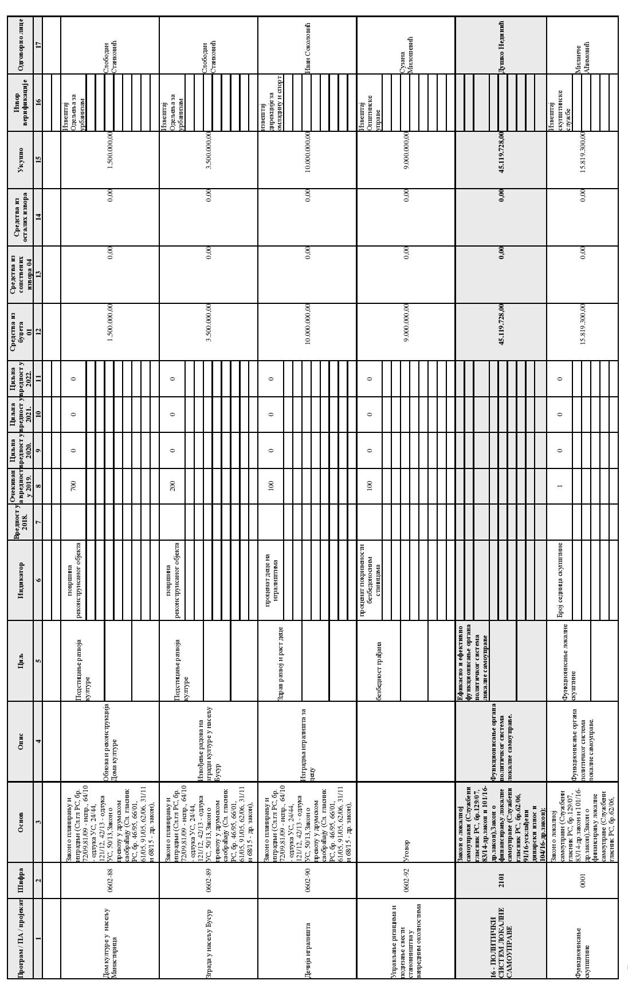 Програм / ПА / пројекат
Шифра
Основ
Опис
Циљ
Индикатор
Вредност у
2018.
Очекиван
а вредност
у 2019.
Циљна
вредност у
2020.
Циљна
вредност у
2021.
Циљна
вредност у
2022.
Средства из
буџета
01
Средства из
сопствених
извора 04
Средства из
осталих извора
Укупно
Извор
верификације
Одговорно лице
1
2
3
4
5
6
7
8
9
10
11
12
13
14
15
16
17
Дом културе у насељу
Манастирица
0602-88
Закон о планирању и
изградњи (Сл.гл РС, бр.
72/09,81/09 - испр., 64/10
- одлука УС, 24/44,
121/12, 42/13 - одлука
УС, 50/13,Закон о
превозу у друмском
саобраћају (Сл. гласник
РС, бр. 46/95, 66/01,
61/05, 91/05, 62/06, 31/11
и 68/15 - др. закон),
Обнова и реконструкција
Дома културе
Подстицање развоја
културе
површина
реконструисаног објекта
700
0
0
0
1.500.000,00
0,00
0,00
1.500.000,00
Извештај
Одељења за
урбанизам
Слободан
Станковић
Зграда у насељу Бусур
0602-89
Закон о планирању и
изградњи (Сл.гл РС, бр.
72/09,81/09 - испр., 64/10
- одлука УС, 24/44,
121/12, 42/13 - одлука
УС, 50/13,Закон о
превозу у друмском
саобраћају (Сл. гласник
РС, бр. 46/95, 66/01,
61/05, 91/05, 62/06, 31/11
и 68/15 - др. закон),
Извођење радова на
згради културе у насељу
Бусур
Подстицање развоја
културе
површина
реконструисаног објекта
200
0
0
0
3.500.000,00
0,00
0,00
3.500.000,00
Извештај
Одељења за
урбанизам
Слободан
Станковић
Дечија игралишта
0602-90
Закон о планирању и
изградњи (Сл.гл РС, бр.
72/09,81/09 - испр., 64/10
- одлука УС, 24/44,
121/12, 42/13 - одлука
УС, 50/13,Закон о
превозу у друмском
саобраћају (Сл. гласник
РС, бр. 46/95, 66/01,
61/05, 91/05, 62/06, 31/11
и 68/15 - др. закон),
Изградња игралишта за
децу
Здрав развој и раст деце
проценат деце на
игралиштима
100
0
0
0
10.000.000,00
0,00
0,00
10.000.000,00
извештај
дирекције за
омладину и спорт
Иван Соколовић
Управљање ризицима и
подизање свести
становништва у
ванредним околностима
0602-92
Уговор
безбедност грађана
проценат покривености
безбедоносним
станицама
100
0
0
0
9.000.000,00
0,00
0,00
9.000.000,00
Извештај
Општинске
управе
Сузана
Милошевић
16 - ПОЛИТИЧКИ
СИСТЕМ ЛОКАЛНЕ
САМОУПРАВЕ
2101
Закон о локалној
самоуправи (Службени
гласник РС, бр.129/07,
83/14-др.закон и 101/16-
др.закон),Закон о
финансирању локалне
самоуправе (Службени
гласник РС, бр.62/06,
91/16-усклађени
динарски износ и
104/16-др.закон);
Функционисање органа
политичког система
локалне самоуправе.
Ефикасно и ефективно
функционисање органа
политичког система
локалне самоуправе
45.119.728,00
0,00
0,00
45.119.728,00
Душко Нединић
Функционисање
скупштине
0001
Закон о локалној
самоуправи (Службени
гласник РС, бр.129/07,
83/14-др.закон и 101/16-
др.закон),Закон о
финансирању локалне
самоуправе (Службени
гласник РС, бр.62/06,
Функционисање органа
политичког система
локалне самоуправе.
Функционисање локалне
скуштине
Број седница скупштине
1
0
0
0
15.819.300,00
0,00
0,00
15.819.300,00
Извештај
скупштинске
службе
Миланче
Аћимовић